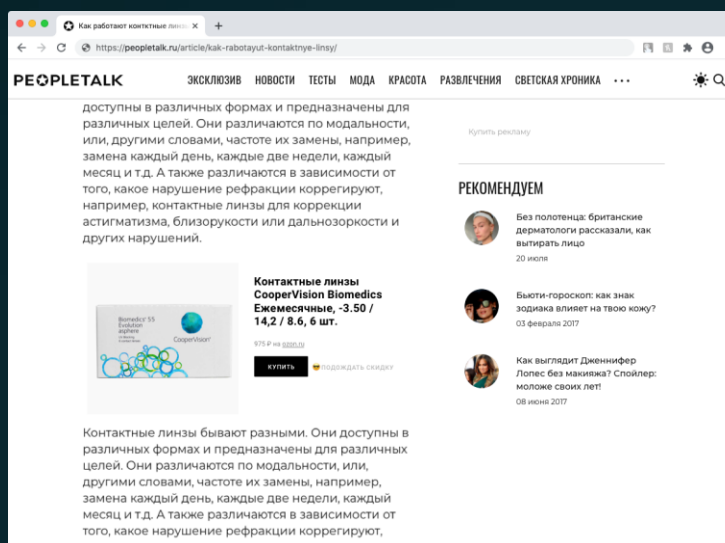 Как работают контктные линзы
https://peopletalk.ru/article/kak-rabotayut-kontaktnye-linsy/
PEOPLETALK
ЭКСКЛЮЗИВ НОВОСТИ ТЕСТЫ МОДА КРАСОТА РАЗВЛЕЧЕНИЯ СВЕТСКАЯ ХРОНИКА ...
доступны в различных формах и предназначены для
различных целей. Они различаются по модальности,
или, другими словами, частоте их замены, например,
замена каждый день, каждые две недели, каждый
месяц и т.д. А также различаются в зависимости от
того, какое нарушение рефракции коррегируют,
например, контактные линзы для коррекции
астигматизма, близорукости или дальнозоркости и
других нарушений.
Biomedics 55
Evolution
asphere
CooperVision
Контактные линзы
CooperVision Biomedics
Ежемесячные, -3.50 /
14,2 / 8.6, 6 шт.
975 ₽ на ozon.ru
КУПИТЬ
ПОДОЖДАТЬ СКИДКУ
Контактные линзы бывают разными. Они доступны в
различных формах и предназначены для различных
целей. Они различаются по модальности, или,
другими словами, частоте их замены, например,
замена каждый день, каждые две недели, каждый
месяц и т.д. А также различаются в зависимости от
того, какое нарушение рефракции коррегируют,
Купить рекламу
РЕКОМЕНДУЕМ
Без полотенца: британские
дерматологи рассказали, как
вытирать лицо
20 июля
Бьюти-гороскоп: как знак
зодиака влияет на твою кожу?
03 февраля 2017
Как выглядит Дженнифер
Лопес без макияжа? Спойлер:
моложе своих лет!
08 июня 2017